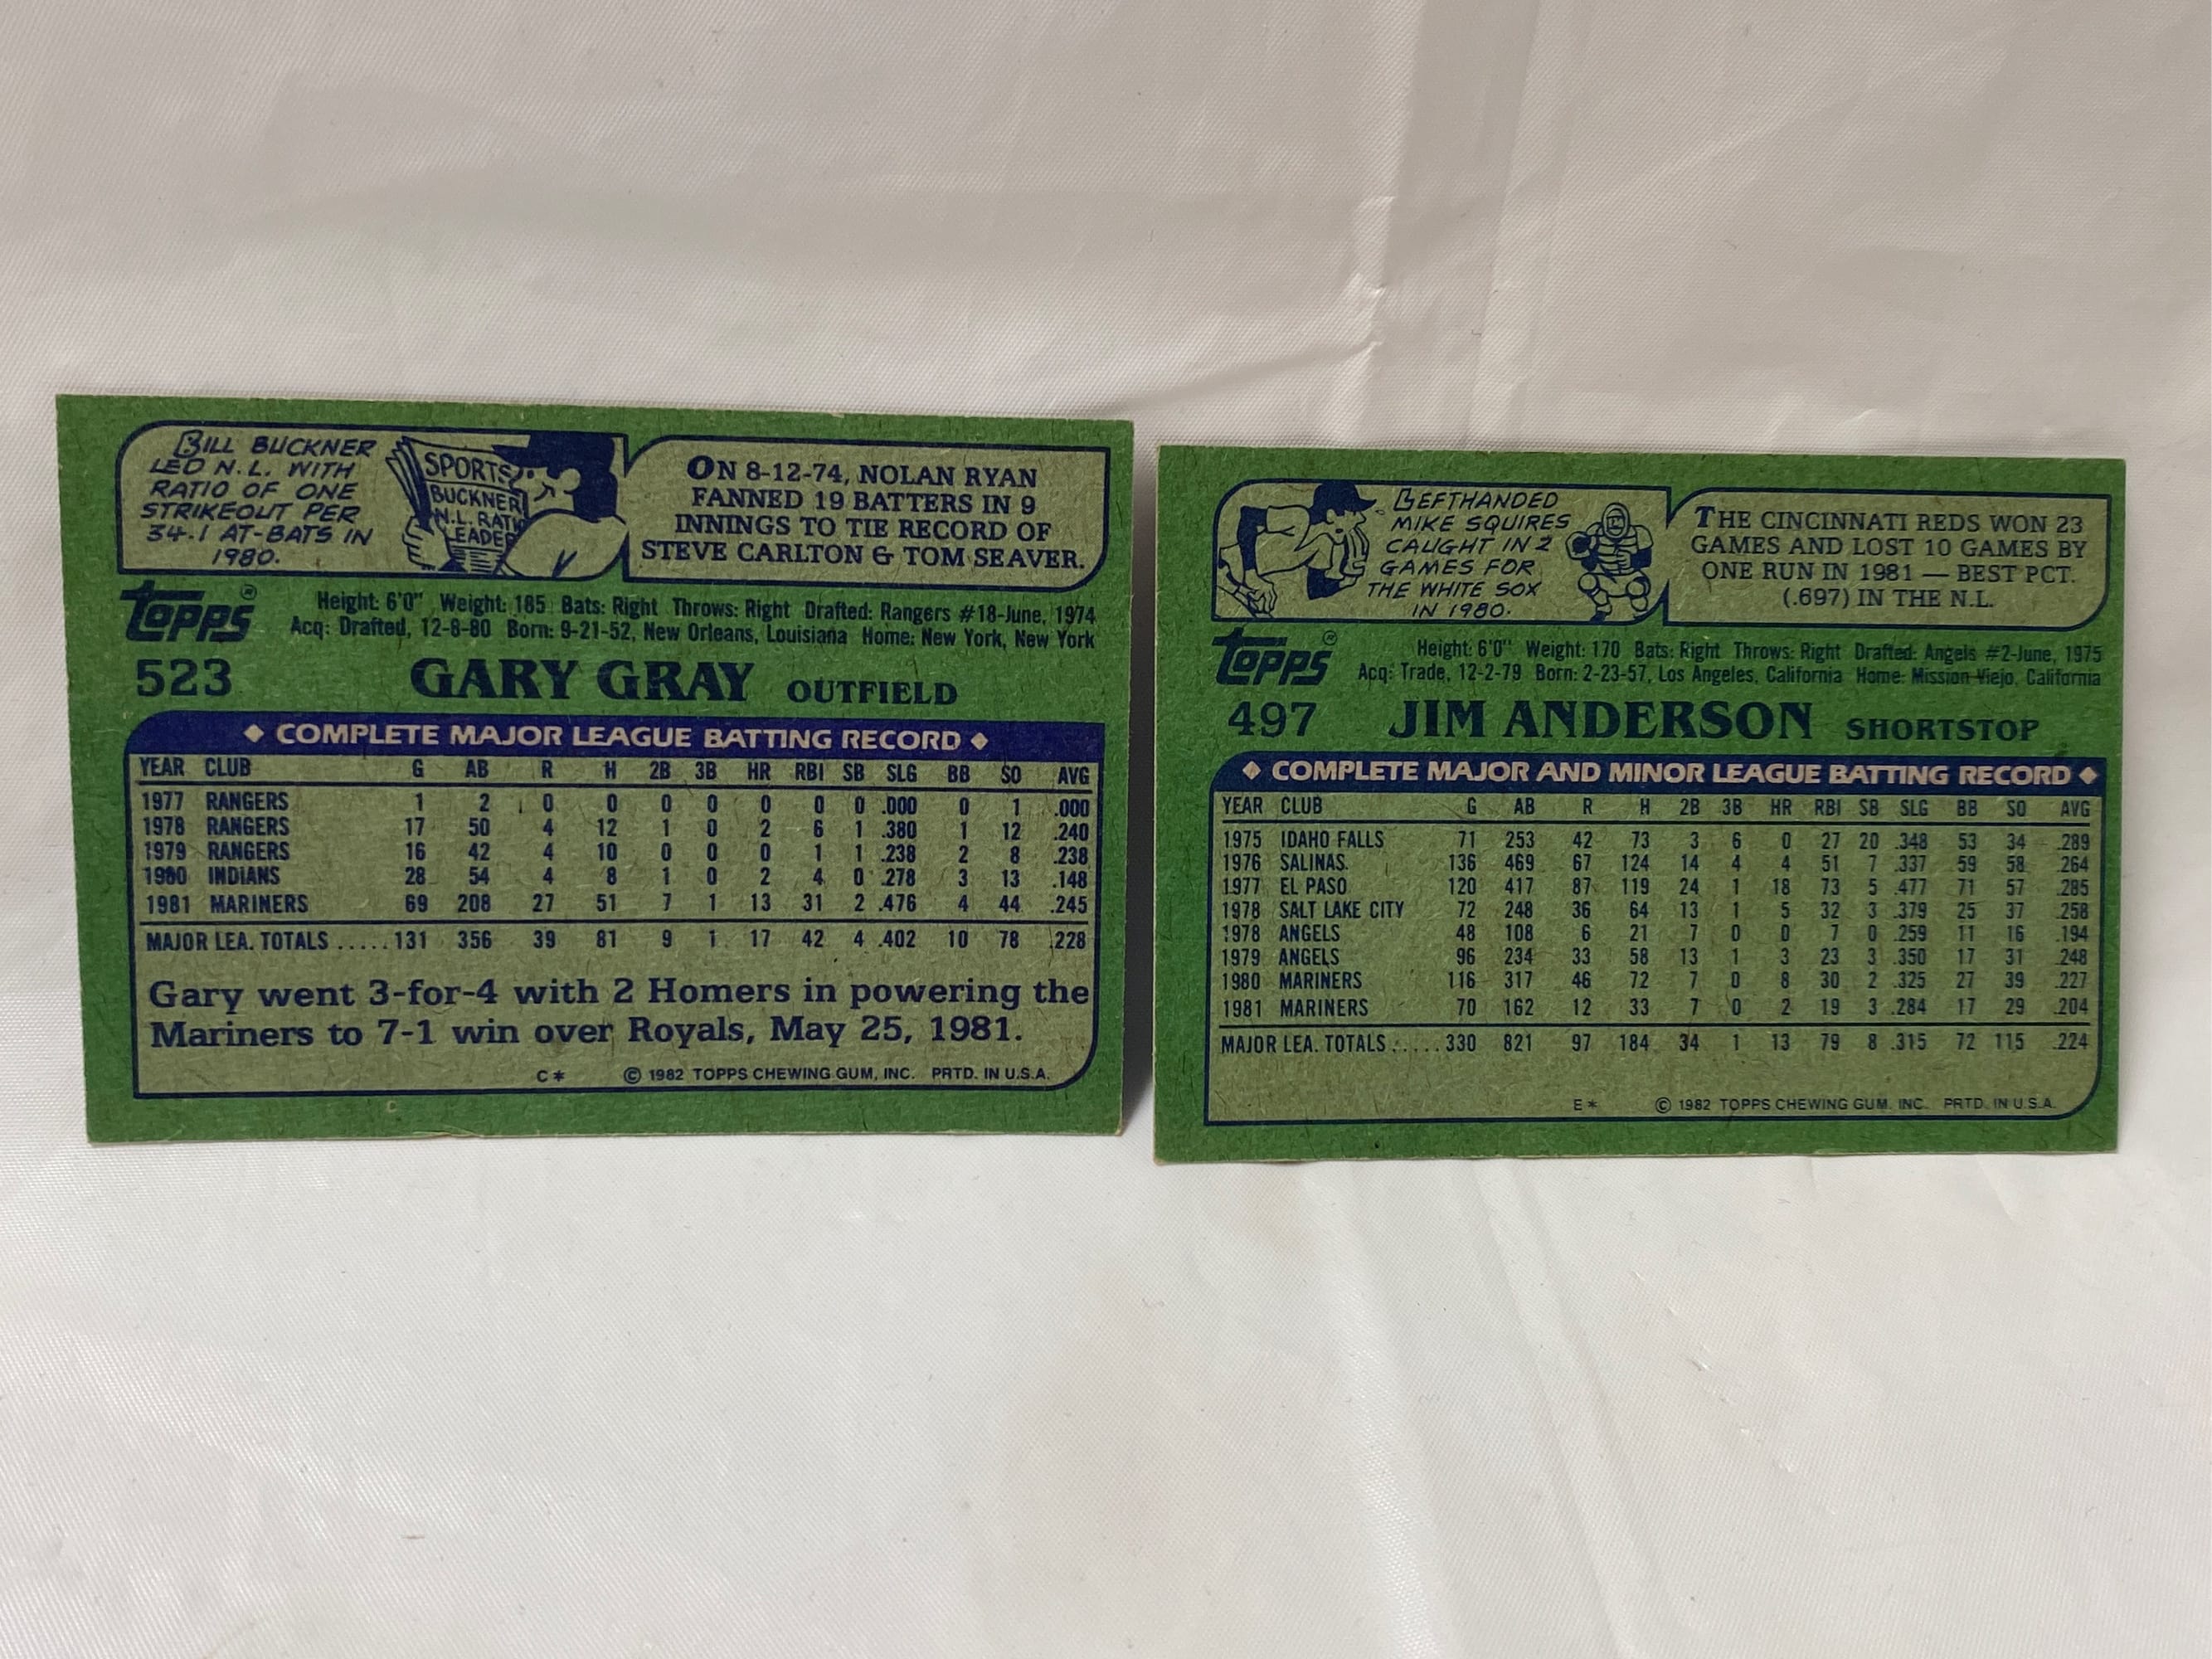 BILL BUCKNER
LED N.L. WITH
RATIO OF ONE
STRIKEOUT PER
34.1 AT-BATS IN
1980.
SPORTS
BUCKNER
N.L. RATIO
LEADER
ON 8-12-74, NOLAN RYAN
FANNED 19 BATTERS IN 9
INNINGS TO TIE RECORD OF
STEVE CARLTON & TOM SEAVER.
TOPPS®
Height: 6'0" Weight: 185 Bats: Right Throws: Right Drafted: Rangers #18-June, 1974
Acq: Drafted, 12-8-80 Born: 9-21-52, New Orleans, Louisiana Home: New York, New York
523 GARY GRAY OUTFIELD
◆ COMPLETE MAJOR LEAGUE BATTING RECORD ◆
YEAR CLUB G AB R H 2B 3B HR RBI SB SLG BB SO AVG
1977 RANGERS 1 2 0 0 0 0 0 0 0 .000 0 1 .000
1978 RANGERS 17 50 4 12 1 0 2 6 1 .380 1 12 .240
1979 RANGERS 16 42 4 10 0 0 0 1 1 .238 2 8 .238
1980 INDIANS 28 54 4 8 1 0 2 4 0 .278 3 13 .148
1981 MARINERS 69 208 27 51 7 1 13 31 2 .476 4 44 .245
MAJOR LEA. TOTALS .....131 356 39 81 9 1 17 42 4 .402 10 78 .228
Gary went 3-for-4 with 2 Homers in powering the
Mariners to 7-1 win over Royals, May 25, 1981.
C* © 1982 TOPPS CHEWING GUM, INC. PRTD. IN U.S.A.
LEFTHANDED
MIKE SQUIRES
CAUGHT IN 2
GAMES FOR
THE WHITE SOX
IN 1980.
THE CINCINNATI REDS WON 23
GAMES AND LOST 10 GAMES BY
ONE RUN IN 1981 — BEST PCT.
(.697) IN THE N.L.
TOPPS®
Height: 6'0" Weight: 170 Bats: Right Throws: Right Drafted: Angels #2-June, 1975
Acq: Trade, 12-2-79 Born: 2-23-57, Los Angeles, California Home: Mission Viejo, California
497 JIM ANDERSON SHORTSTOP
◆ COMPLETE MAJOR AND MINOR LEAGUE BATTING RECORD ◆
YEAR CLUB G AB R H 2B 3B HR RBI SB SLG BB SO AVG
1975 IDAHO FALLS 71 253 42 73 3 6 0 27 20 .348 53 34 .289
1976 SALINAS 136 469 67 124 14 4 4 51 7 .337 59 58 .264
1977 EL PASO 120 417 87 119 24 1 18 73 5 .477 71 57 .285
1978 SALT LAKE CITY 72 248 36 64 13 1 5 32 3 .379 25 37 .258
1978 ANGELS 48 108 6 21 7 0 0 7 0 .259 11 16 .194
1979 ANGELS 96 234 33 58 13 1 3 23 3 .350 17 31 .248
1980 MARINERS 116 317 46 72 7 0 8 30 2 .325 27 39 .227
1981 MARINERS 70 162 12 33 7 0 2 19 3 .284 17 29 .204
MAJOR LEA. TOTALS .....330 821 97 184 34 1 13 79 8 .315 72 115 .224
E* © 1982 TOPPS CHEWING GUM, INC. PRTD. IN U.S.A.